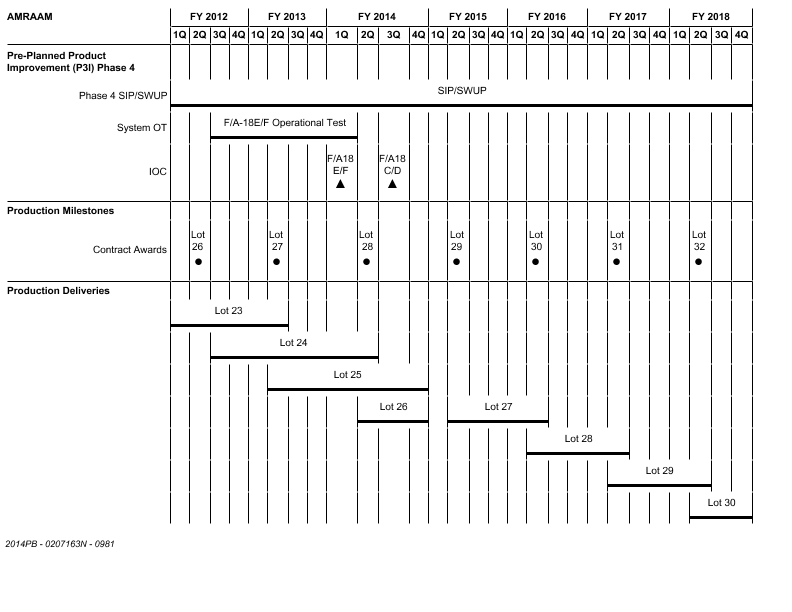 AMRAAM FY 2012 FY 2013 FY 2014 FY 2015 FY 2016 FY 2017 FY 2018
1Q 2Q 3Q 4Q 1Q 2Q 3Q 4Q 1Q 2Q 3Q 4Q 1Q 2Q 3Q 4Q 1Q 2Q 3Q 4Q 1Q 2Q 3Q 4Q 1Q 2Q 3Q 4Q
Pre-Planned Product
Improvement (P3I) Phase 4
Phase 4 SIP/SWUP SIP/SWUP
System OT F/A-18E/F Operational Test
IOC
F/A18 F/A18
E/F C/D
Production Milestones
Contract Awards
Lot Lot Lot Lot Lot Lot Lot
26 27 28 29 30 31 32
Production Deliveries
Lot 23
Lot 24
Lot 25
Lot 26 Lot 27
Lot 28
Lot 29
Lot 30
2014PB - 0207163N - 0981